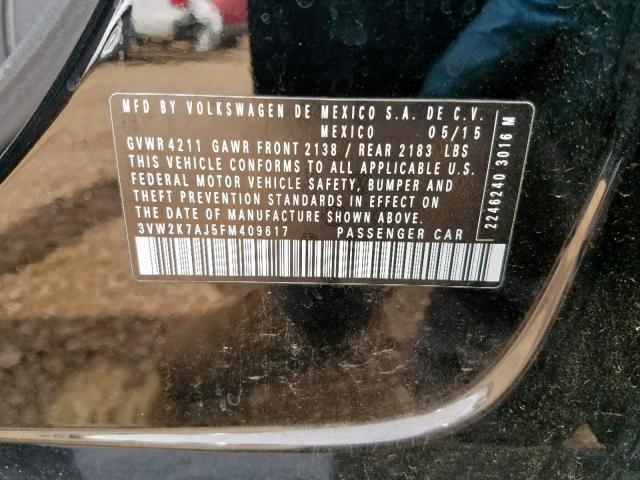 MFD BY VOLKSWAGEN DE MEXICO S.A. DE C.V.
MEXICO 05/15
GVWR 4211 GAWR FRONT 2138 / REAR 2183 LBS
THIS VEHICLE CONFORMS TO ALL APPLICABLE U.S.
FEDERAL MOTOR VEHICLE SAFETY, BUMPER AND
THEFT PREVENTION STANDARDS IN EFFECT ON
THE DATE OF MANUFACTURE SHOWN ABOVE.
3VW2K7AJ5FM409617 PASSENGER CAR
2246240 3016 M